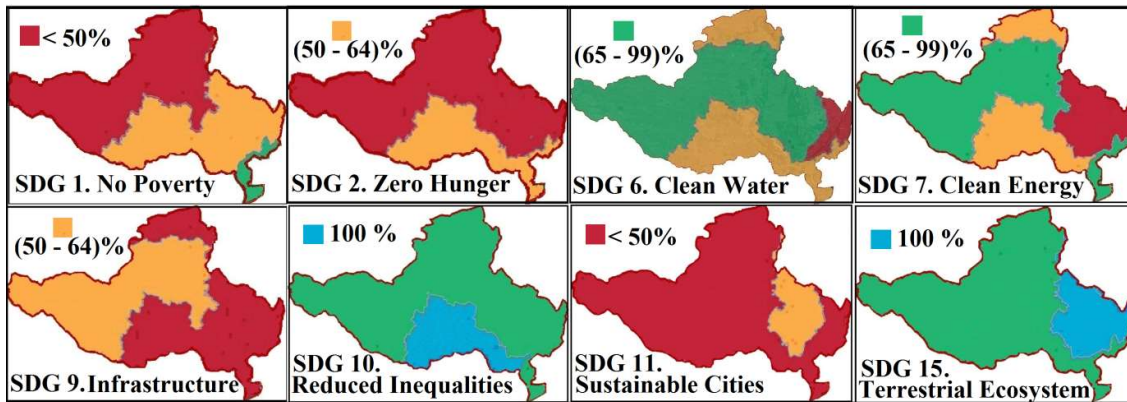 < 50%
SDG 1. No Poverty
(50 - 64)%
SDG 2. Zero Hunger
(65 - 99)%
SDG 6. Clean Water
(65 - 99)%
SDG 7. Clean Energy
(50 - 64)%
SDG 9.Infrastructure
100 %
SDG 10.
Reduced Inequalities
< 50%
SDG 11.
Sustainable Cities
100 %
SDG 15.
Terrestrial Ecosystem